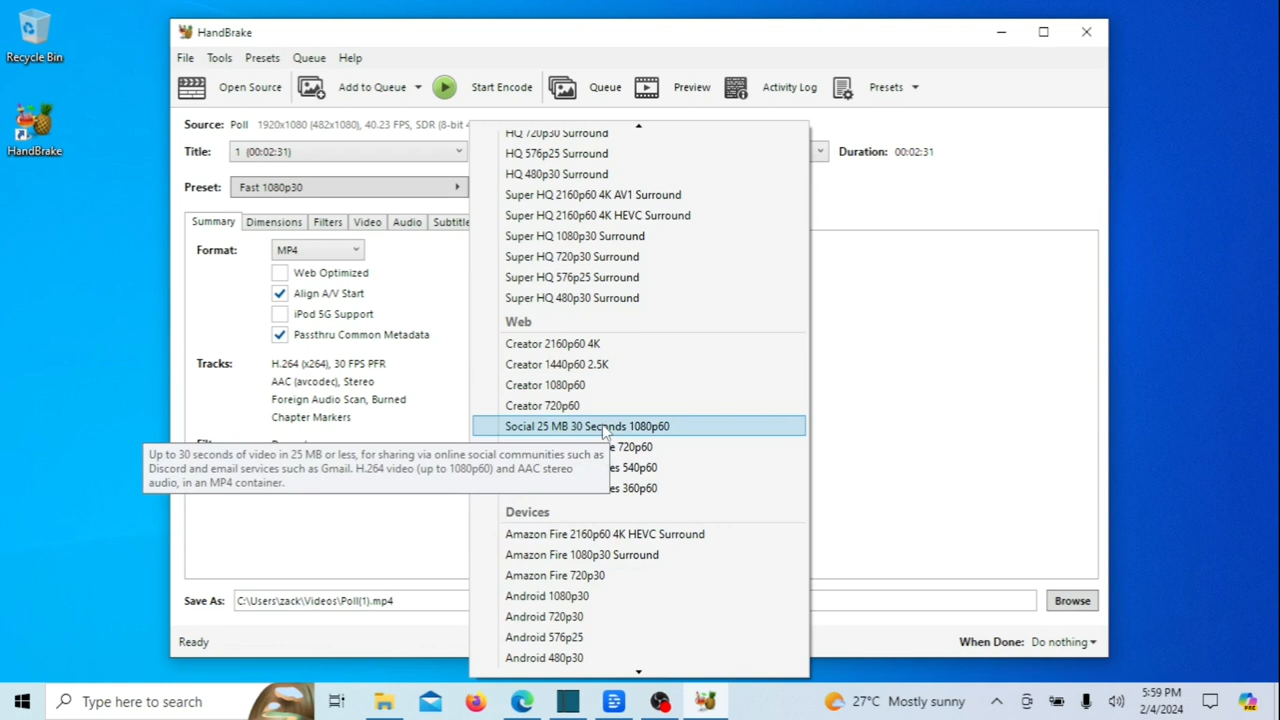 Recycle Bin
HandBrake
HandBrake
File Tools Presets Queue Help
Open Source Add to Queue Start Encode Queue Preview Activity Log Presets
Source: Poll 1920x1080 (482x1080), 40.23 FPS, SDR (8-bit 4
Title: 1 (00:02:31) Duration: 00:02:31
Preset: Fast 1080p30
Summary Dimensions Filters Video Audio Subtitle
Format: MP4
Web Optimized
Align A/V Start
iPod 5G Support
Passthru Common Metadata
Tracks: H.264 (x264), 30 FPS PFR
AAC (avcodec), Stereo
Foreign Audio Scan, Burned
Chapter Markers
HQ 720p30 Surround
HQ 576p25 Surround
HQ 480p30 Surround
Super HQ 2160p60 4K AV1 Surround
Super HQ 2160p60 4K HEVC Surround
Super HQ 1080p30 Surround
Super HQ 720p30 Surround
Super HQ 576p25 Surround
Super HQ 480p30 Surround
Web
Creator 2160p60 4K
Creator 1440p60 2.5K
Creator 1080p60
Creator 720p60
Social 25 MB 30 Seconds 1080p60
e 720p60
es 540p60
es 360p60
Up to 30 seconds of video in 25 MB or less, for sharing via online social communities such as
Discord and email services such as Gmail. H.264 video (up to 1080p60) and AAC stereo
audio, in an MP4 container.
Devices
Amazon Fire 2160p60 4K HEVC Surround
Amazon Fire 1080p30 Surround
Amazon Fire 720p30
Android 1080p30
Android 720p30
Android 576p25
Android 480p30
Save As: C:\Users\zack\Videos\Poll(1).mp4 Browse
Ready When Done: Do nothing
Type here to search
27°C Mostly sunny
5:59 PM
2/4/2024